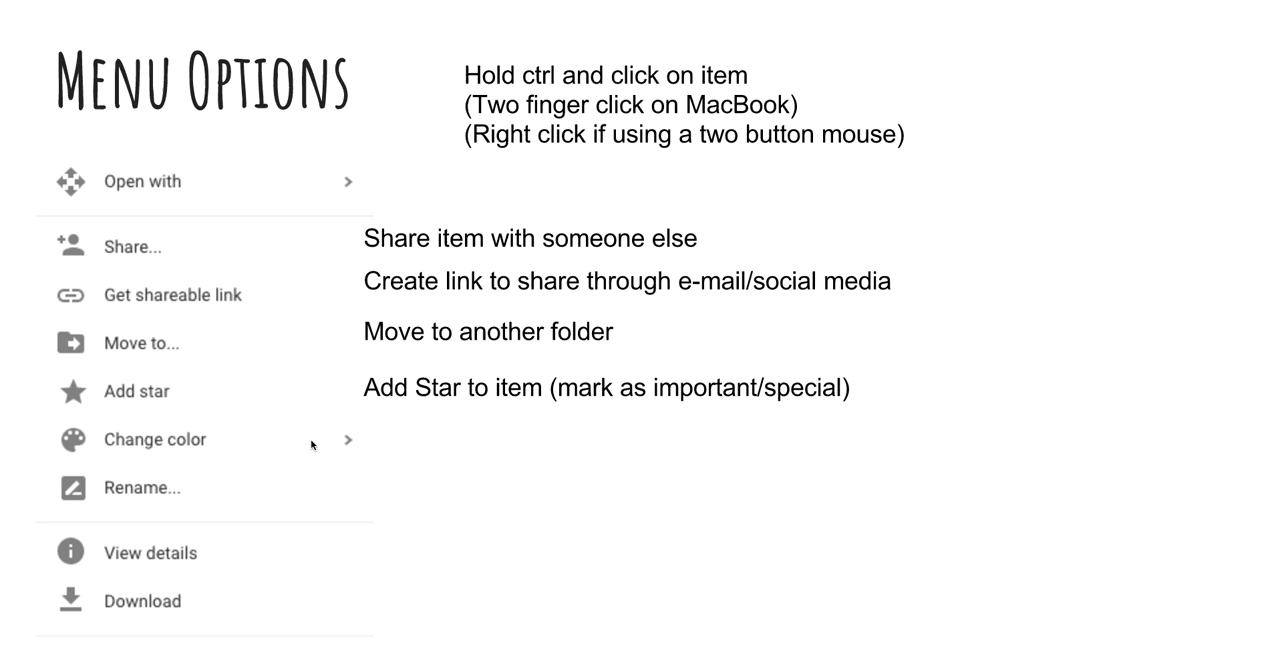 Menu Options
Hold ctrl and click on item
(Two finger click on MacBook)
(Right click if using a two button mouse)
Open with
Share...
Share item with someone else
Get shareable link
Create link to share through e-mail/social media
Move to...
Move to another folder
Add star
Add Star to item (mark as important/special)
Change color
Rename...
View details
Download